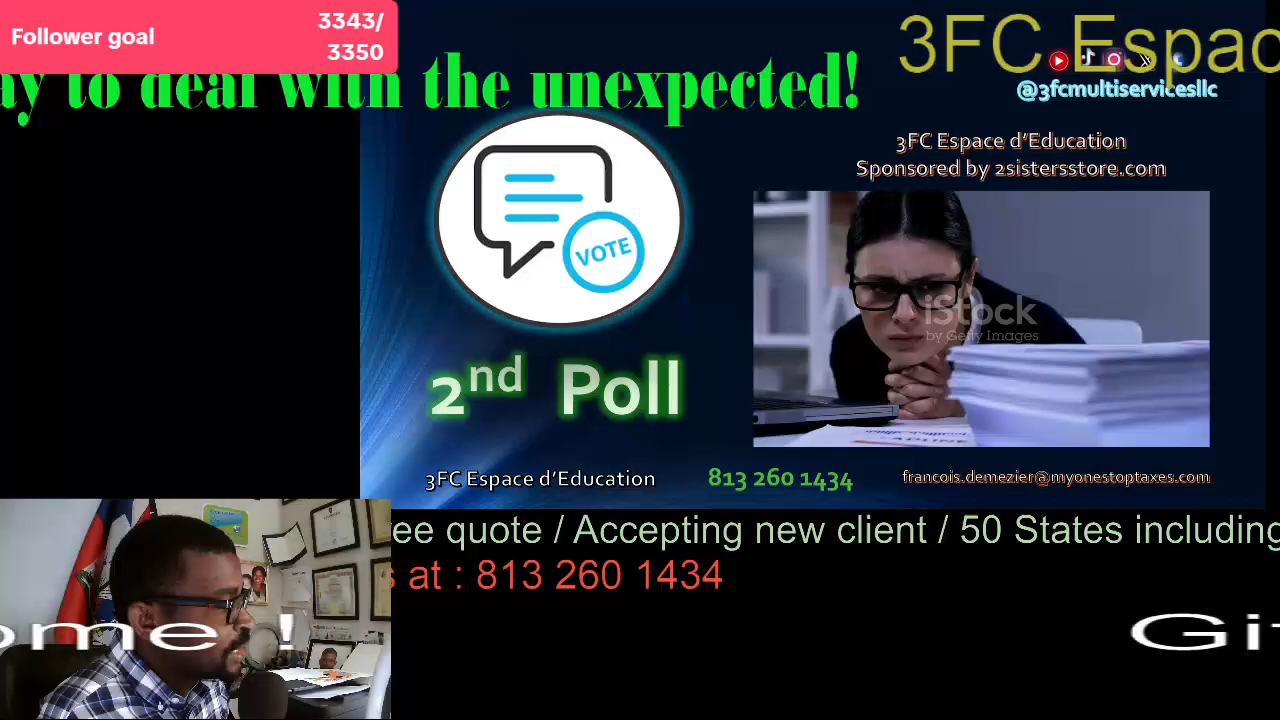 Follower goal
3343/
3350
ay to deal with the unexpected!
3FC Espac
@3fcmultiservicesllc
3FC Espace d'Education
Sponsored by 2sistersstore.com
VOTE
iStock
by Getty Images
2nd Poll
3FC Espace d'Education
813 260 1434
francois.demezier@myonestoptaxes.com
ee quote / Accepting new client / 50 States including
s at : 813 260 1434
ome !
Gi